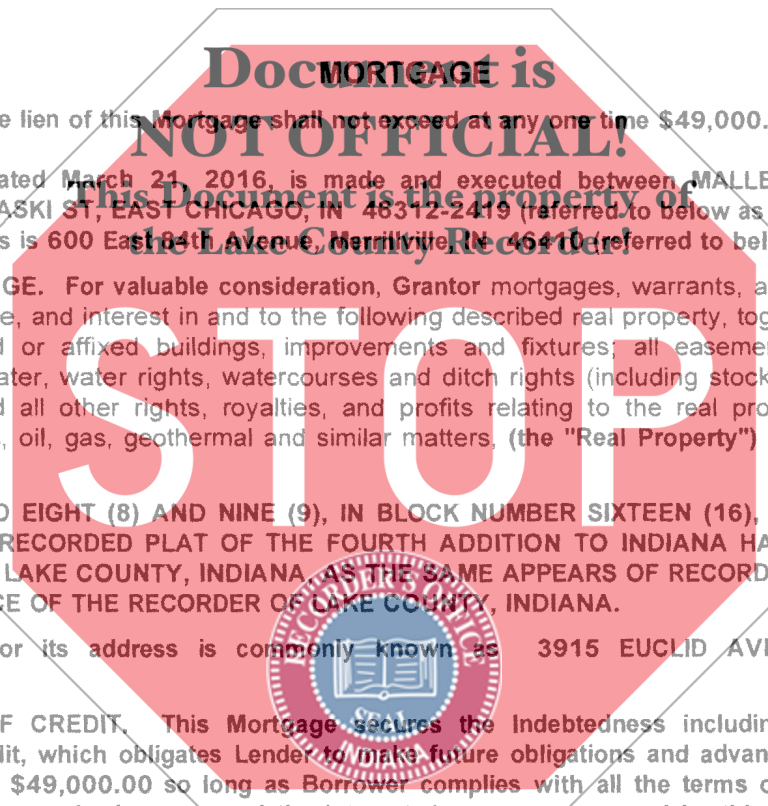 Document is
MORTGAGE
e lien of this Mortgage shall not exceed at any one time $49,000.
NOT OFFICIAL!
ated March 21, 2016, is made and executed between MALLE
This Document is the property of
ASKI ST, EAST CHICAGO, IN 46312-2419 (referred to below as
s is 600 East 84th Avenue, Merrillville, IN 46410 (referred to bel
the Lake County Recorder!
GE. For valuable consideration, Grantor mortgages, warrants, a
e, and interest in and to the following described real property, tog
d or affixed buildings, improvements and fixtures; all easeme
ater, water rights, watercourses and ditch rights (including stock
d all other rights, royalties, and profits relating to the real pro
, oil, gas, geothermal and similar matters, (the "Real Property")
STOP
D EIGHT (8) AND NINE (9), IN BLOCK NUMBER SIXTEEN (16),
RECORDED PLAT OF THE FOURTH ADDITION TO INDIANA HA
LAKE COUNTY, INDIANA, AS THE SAME APPEARS OF RECORD
CE OF THE RECORDER OF LAKE COUNTY, INDIANA.
or its address is commonly known as 3915 EUCLID AV
RECORDER'S OFFICE
SEAL
INDIANA
F CREDIT. This Mortgage secures the Indebtedness includin
dit, which obligates Lender to make future obligations and advan
$49,000.00 so long as Borrower complies with all the terms o